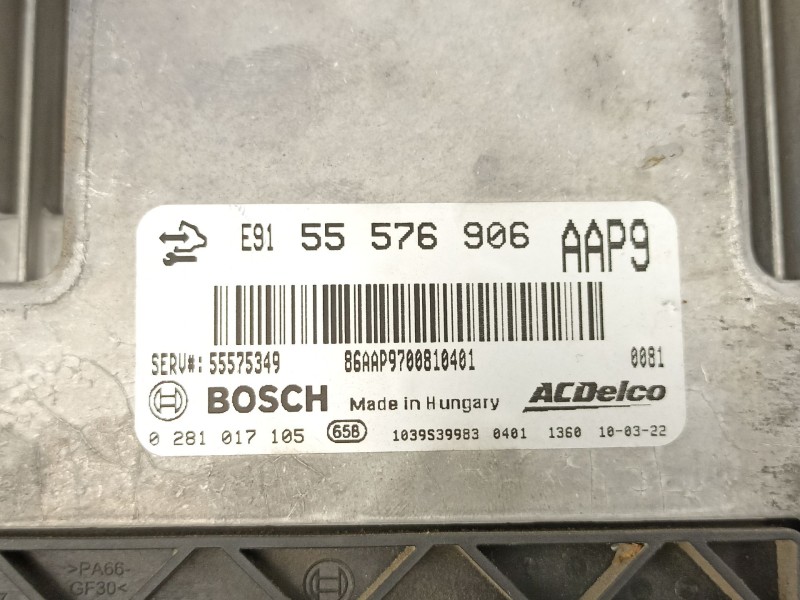 E91 55 576 906 AAP9
SERV#: 55575349 86AAP9700810401 0081
BOSCH Made in Hungary ACDelco
0 281 017 105 65B 1039S39983 0401 1360 10-03-22
>PA66-
GF30<